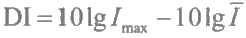 DI = 10 lg I_max − 10 lg Ī